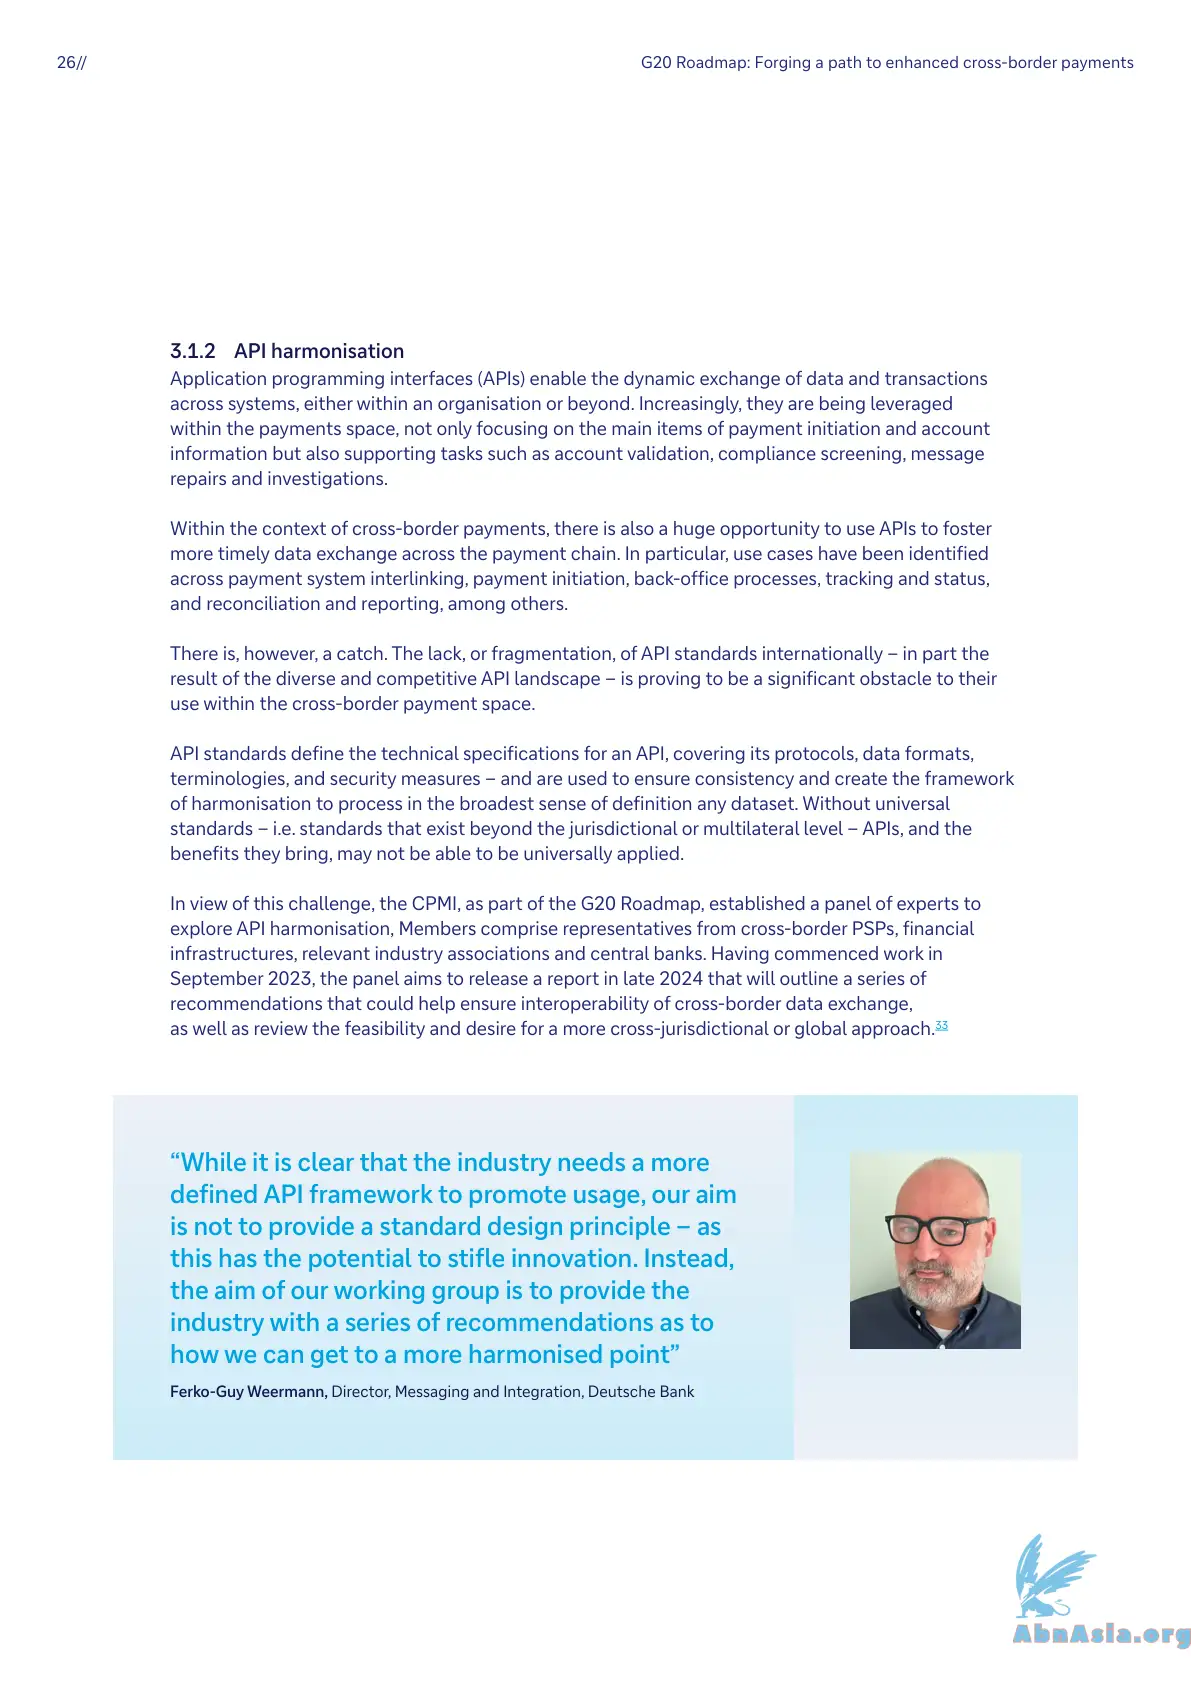 26//
G20 Roadmap: Forging a path to enhanced cross-border payments
3.1.2 API harmonisation
Application programming interfaces (APIs) enable the dynamic exchange of data and transactions
across systems, either within an organisation or beyond. Increasingly, they are being leveraged
within the payments space, not only focusing on the main items of payment initiation and account
information but also supporting tasks such as account validation, compliance screening, message
repairs and investigations.
Within the context of cross-border payments, there is also a huge opportunity to use APIs to foster
more timely data exchange across the payment chain. In particular, use cases have been identified
across payment system interlinking, payment initiation, back-office processes, tracking and status,
and reconciliation and reporting, among others.
There is, however, a catch. The lack, or fragmentation, of API standards internationally – in part the
result of the diverse and competitive API landscape – is proving to be a significant obstacle to their
use within the cross-border payment space.
API standards define the technical specifications for an API, covering its protocols, data formats,
terminologies, and security measures – and are used to ensure consistency and create the framework
of harmonisation to process in the broadest sense of definition any dataset. Without universal
standards – i.e. standards that exist beyond the jurisdictional or multilateral level – APIs, and the
benefits they bring, may not be able to be universally applied.
In view of this challenge, the CPMI, as part of the G20 Roadmap, established a panel of experts to
explore API harmonisation, Members comprise representatives from cross-border PSPs, financial
infrastructures, relevant industry associations and central banks. Having commenced work in
September 2023, the panel aims to release a report in late 2024 that will outline a series of
recommendations that could help ensure interoperability of cross-border data exchange,
as well as review the feasibility and desire for a more cross-jurisdictional or global approach.33
“While it is clear that the industry needs a more
defined API framework to promote usage, our aim
is not to provide a standard design principle – as
this has the potential to stifle innovation. Instead,
the aim of our working group is to provide the
industry with a series of recommendations as to
how we can get to a more harmonised point”
Ferko-Guy Weermann, Director, Messaging and Integration, Deutsche Bank
AbnAsia.org